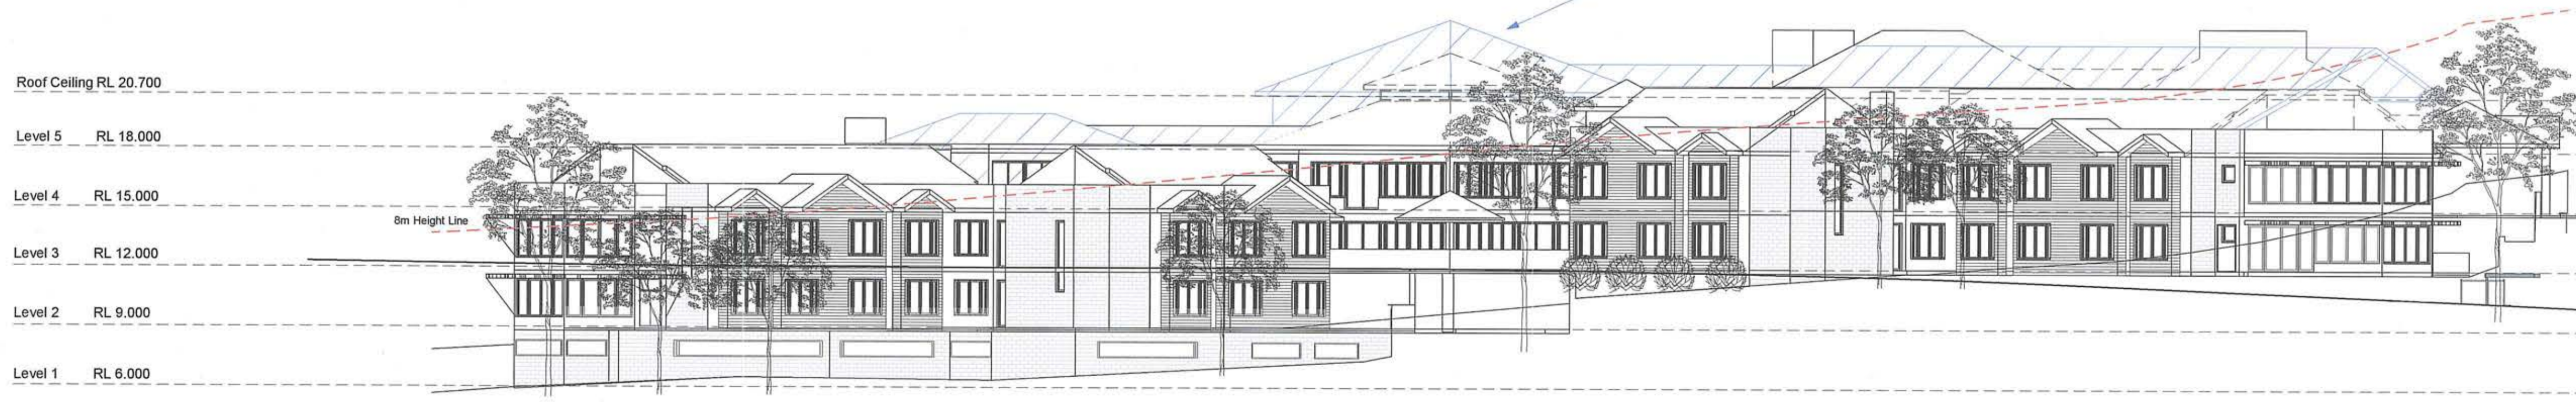 Roof Ceiling RL 20.700
Level 5 RL 18.000
Level 4 RL 15.000
8m Height Line
Level 3 RL 12.000
Level 2 RL 9.000
Level 1 RL 6.000